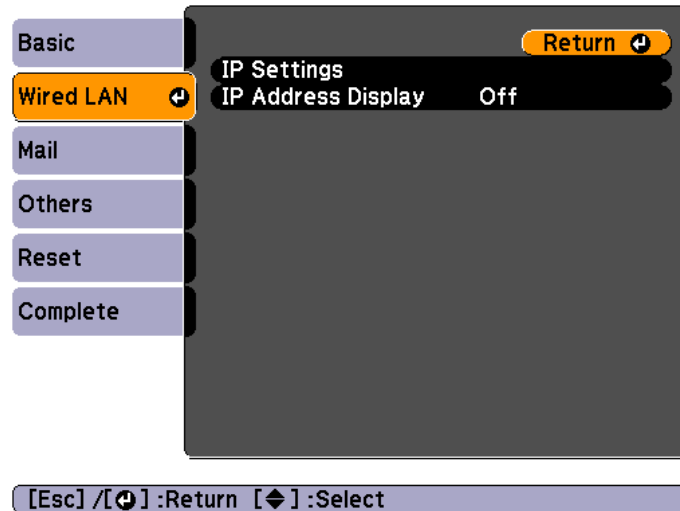 Basic
Wired LAN
Mail
Others
Reset
Complete
Return
IP Settings
IP Address Display Off
[Esc] /[ ] :Return [ ] :Select